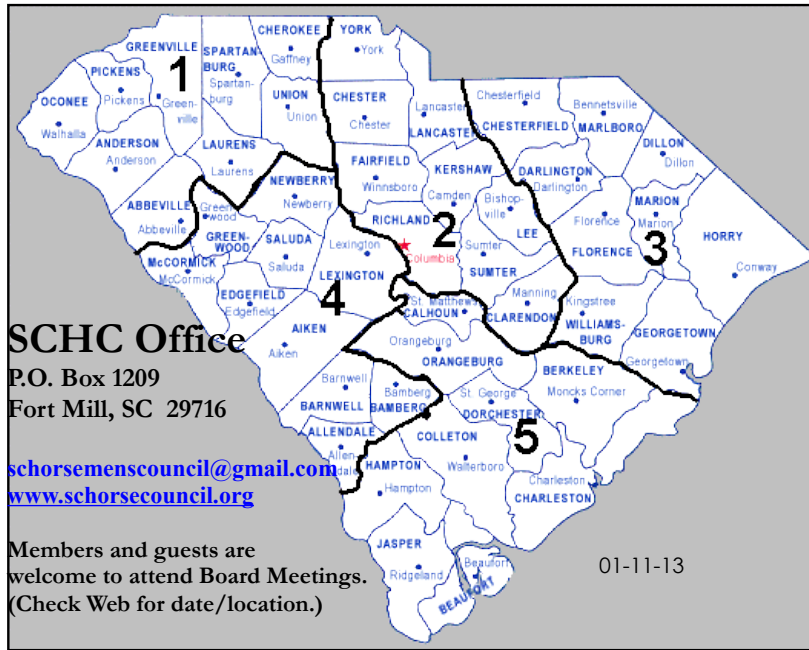 CHEROKEE
Gaffney
YORK
York
GREENVILLE
Green-
ville
SPARTAN-
BURG
Spartan-
burg
PICKENS
Pickens
1
OCONEE
Walhalla
UNION
Union
CHESTER
Chester
Lancaster
LANCASTER
Chesterfield
CHESTERFIELD
Bennetsville
MARLBORO
ANDERSON
Anderson
LAURENS
Laurens
DILLON
Dillon
FAIRFIELD
Winnsboro
KERSHAW
Camden
DARLINGTON
Darlington
NEWBERRY
Newberry
ABBEVILLE
Abbeville
Green-
wood
GREEN-
WOOD
RICHLAND
2
Columbia
Bishop-
ville
LEE
MARION
Marion
Florence
FLORENCE
3
HORRY
Conway
SALUDA
Saluda
Lexington
LEXINGTON
4
Sumter
SUMTER
McCORMICK
McCormick
EDGEFIELD
Edgefield
St. Matthews
CALHOUN
Manning
CLARENDON
Kingstree
WILLIAMS-
BURG
GEORGETOWN
Georgetown
AIKEN
Aiken
Orangeburg
ORANGEBURG
BERKELEY
Moncks Corner
SCHC Office
P.O. Box 1209
Fort Mill, SC 29716
Barnwell
BARNWELL
Bamberg
BAMBERG
St. George
DORCHESTER
5
ALLENDALE
Allen-
dale
COLLETON
Walterboro
HAMPTON
Hampton
Charleston
CHARLESTON
schorsemenscouncil@gmail.com
www.schorsecouncil.org
JASPER
Ridgeland
Beaufort
BEAUFORT
Members and guests are
welcome to attend Board Meetings.
(Check Web for date/location.)
01-11-13